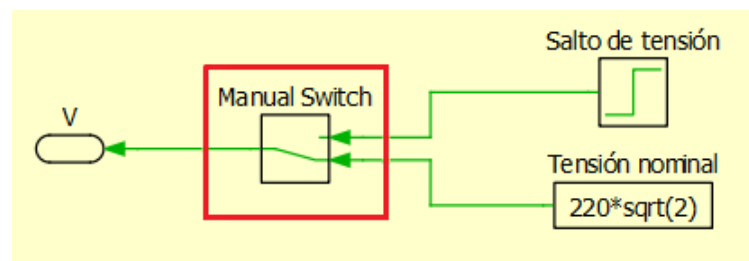 Salto de tensión
Manual Switch
V
Tensión nominal
220*sqrt(2)